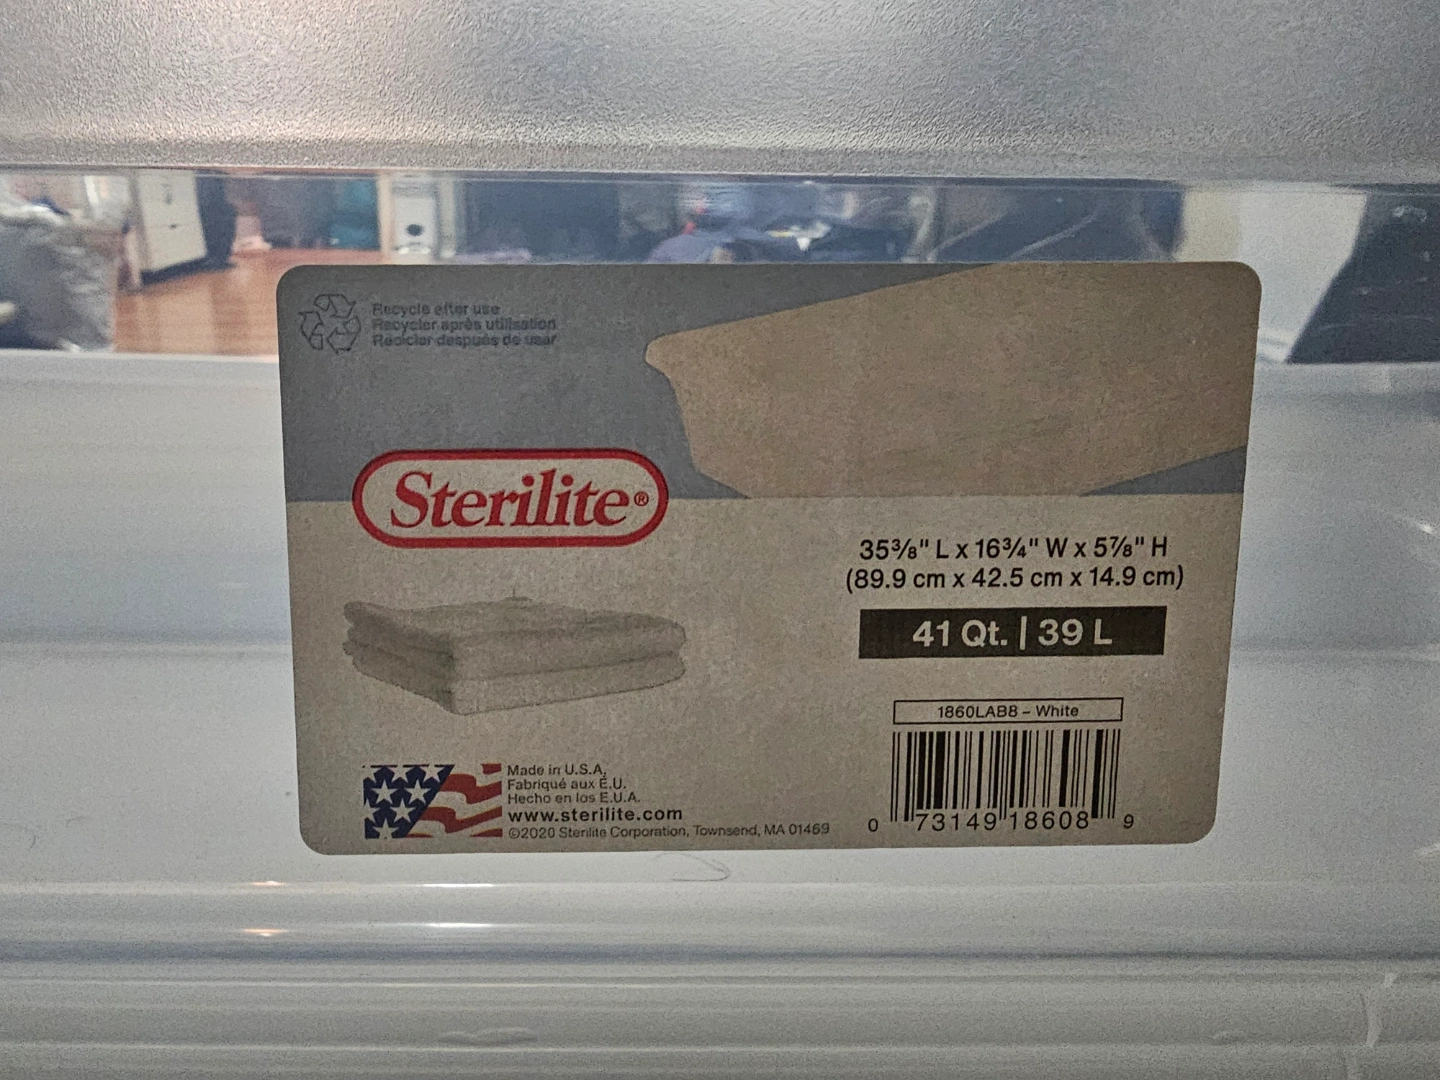 Recycle after use
Recycler après utilisation
Reciclar después de usar
Sterilite®
35⅜" L x 16¾" W x 5⅞" H
(89.9 cm x 42.5 cm x 14.9 cm)
41 Qt. | 39 L
1860LAB8 – White
0 73149 18608 9
Made in U.S.A.
Fabriqué aux É.U.
Hecho en los E.U.A.
www.sterilite.com
©2020 Sterilite Corporation, Townsend, MA 01469